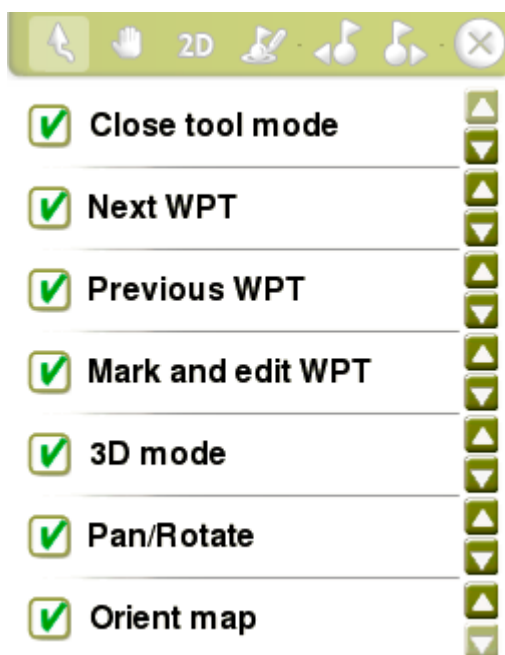 2D
Close tool mode
Next WPT
Previous WPT
Mark and edit WPT
3D mode
Pan/Rotate
Orient map